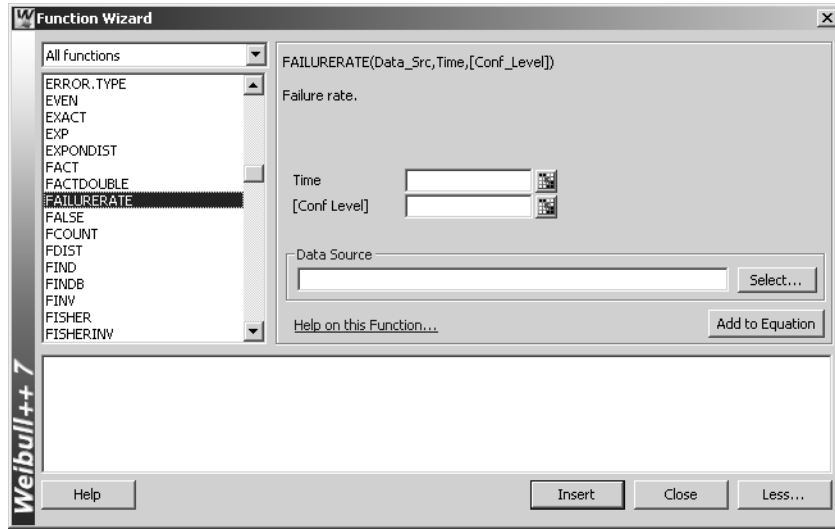 Function Wizard
All functions
ERROR.TYPE
EVEN
EXACT
EXP
EXPONDIST
FACT
FACTDOUBLE
FAILURERATE
FALSE
FCOUNT
FDIST
FIND
FINDB
FINV
FISHER
FISHERINV
FAILURERATE(Data_Src,Time,[Conf_Level])
Failure rate.
Time
[Conf Level]
Data Source
Select...
Help on this Function...
Add to Equation
Weibull++ 7
Help
Insert
Close
Less...